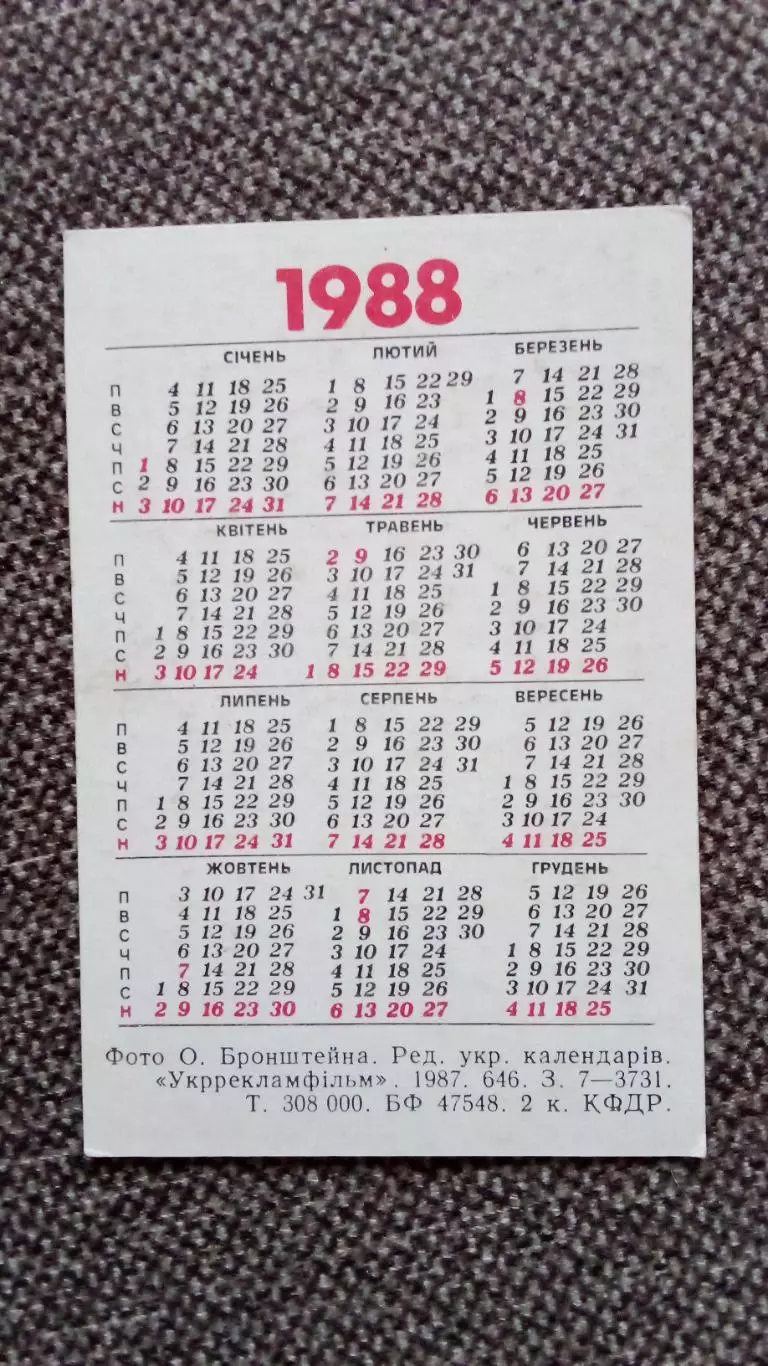 1988
СІЧЕНЬ ЛЮТИЙ БЕРЕЗЕНЬ
П 4 11 18 25 1 8 15 22 29 7 14 21 28
В 5 12 19 26 2 9 16 23 1 8 15 22 29
С 6 13 20 27 3 10 17 24 2 9 16 23 30
Ч 7 14 21 28 4 11 18 25 3 10 17 24 31
П 1 8 15 22 29 5 12 19 26 4 11 18 25
С 2 9 16 23 30 6 13 20 27 5 12 19 26
Н 3 10 17 24 31 7 14 21 28 6 13 20 27
КВІТЕНЬ ТРАВЕНЬ ЧЕРВЕНЬ
П 4 11 18 25 2 9 16 23 30 6 13 20 27
В 5 12 19 26 3 10 17 24 31 7 14 21 28
С 6 13 20 27 4 11 18 25 1 8 15 22 29
Ч 7 14 21 28 5 12 19 26 2 9 16 23 30
П 1 8 15 22 29 6 13 20 27 3 10 17 24
С 2 9 16 23 30 7 14 21 28 4 11 18 25
Н 3 10 17 24 1 8 15 22 29 5 12 19 26
ЛИПЕНЬ СЕРПЕНЬ ВЕРЕСЕНЬ
П 4 11 18 25 1 8 15 22 29 5 12 19 26
В 5 12 19 26 2 9 16 23 30 6 13 20 27
С 6 13 20 27 3 10 17 24 31 7 14 21 28
Ч 7 14 21 28 4 11 18 25 1 8 15 22 29
П 1 8 15 22 29 5 12 19 26 2 9 16 23 30
С 2 9 16 23 30 6 13 20 27 3 10 17 24
Н 3 10 17 24 31 7 14 21 28 4 11 18 25
ЖОВТЕНЬ ЛИСТОПАД ГРУДЕНЬ
П 3 10 17 24 31 7 14 21 28 5 12 19 26
В 4 11 18 25 1 8 15 22 29 6 13 20 27
С 5 12 19 26 2 9 16 23 30 7 14 21 28
Ч 6 13 20 27 3 10 17 24 1 8 15 22 29
П 7 14 21 28 4 11 18 25 2 9 16 23 30
С 1 8 15 22 29 5 12 19 26 3 10 17 24 31
Н 2 9 16 23 30 6 13 20 27 4 11 18 25
Фото О. Бронштейна. Ред. укр. календарів.
«Укррекламфільм». 1987. 646. З. 7—3731.
Т. 308 000. БФ 47548. 2 к. КФДР.